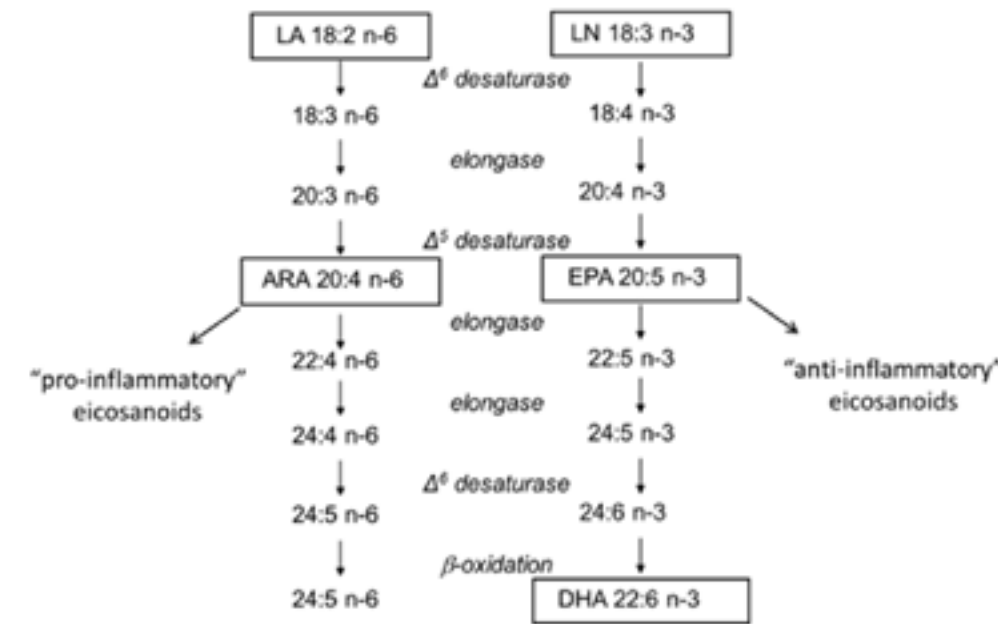 LA 18:2 n-6
LN 18:3 n-3
Δ⁶ desaturase
18:3 n-6
18:4 n-3
elongase
20:3 n-6
20:4 n-3
Δ⁵ desaturase
ARA 20:4 n-6
EPA 20:5 n-3
elongase
22:4 n-6
22:5 n-3
"pro-inflammatory"
eicosanoids
"anti-inflammatory"
eicosanoids
elongase
24:4 n-6
24:5 n-3
Δ⁶ desaturase
24:5 n-6
24:6 n-3
β-oxidation
24:5 n-6
DHA 22:6 n-3